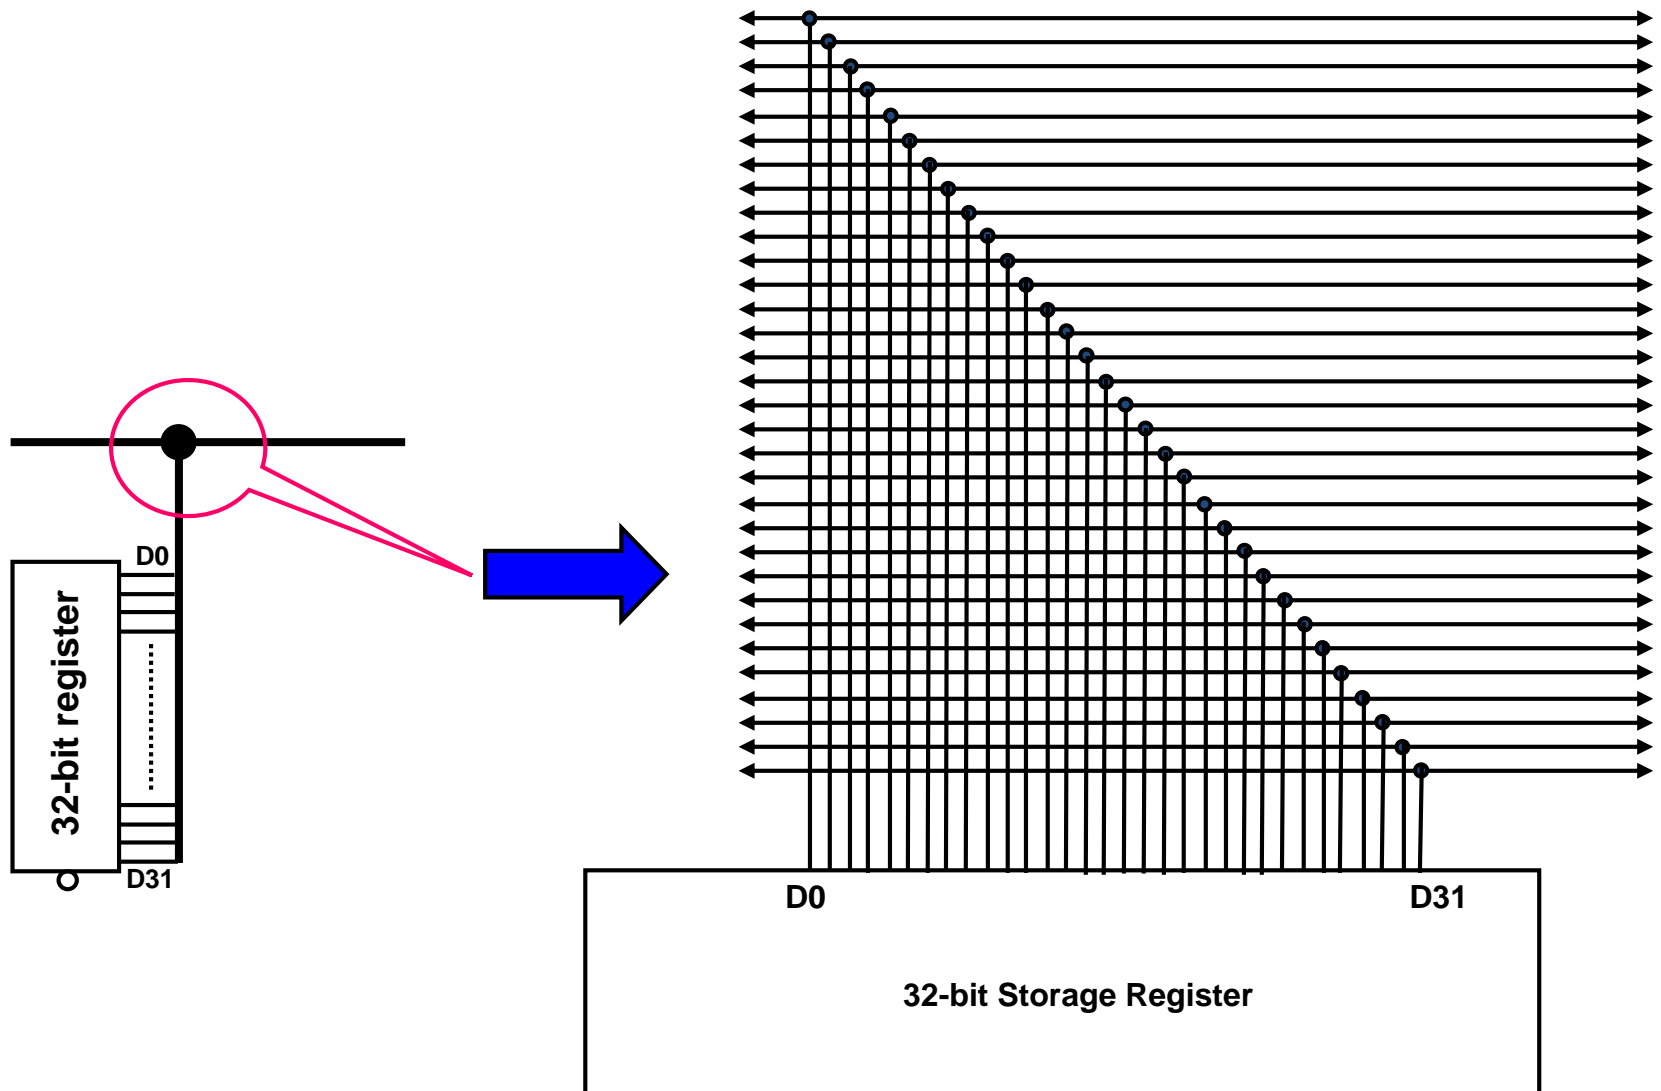 D0
32-bit register
D31
D0
D31
32-bit Storage Register